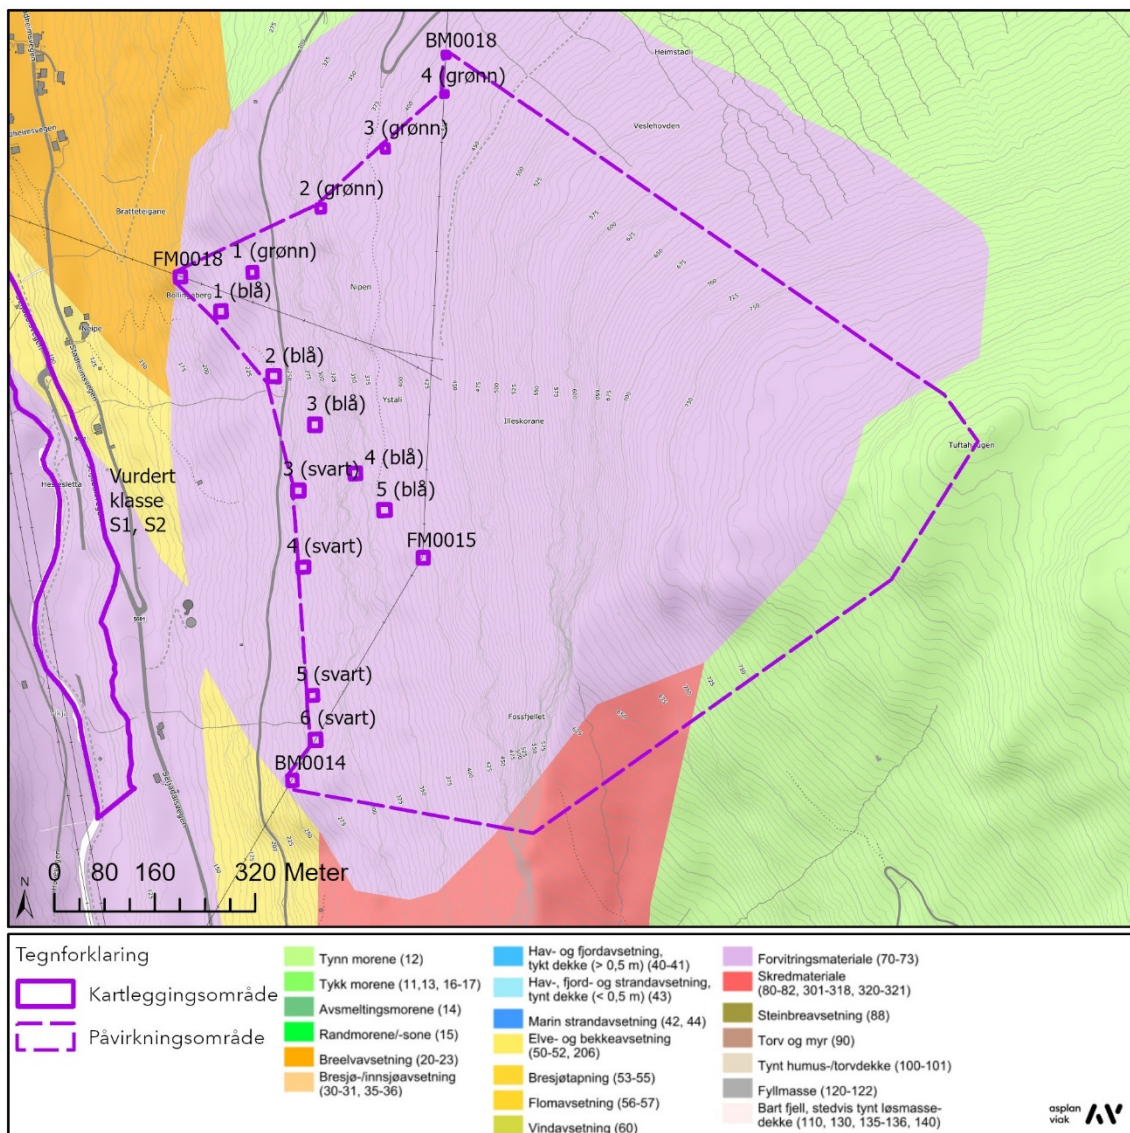 BM0018
Heimstadl
4 (grønn)
Veslehovden
3 (grønn)
Bratteteigane
2 (grønn)
FM0018
1 (grønn)
Nipen
1 (blå)
Neipe
Stadheimsvegen
2 (blå)
Ystali
Illeskorane
3 (blå)
Tuftahaugen
4 (blå)
3 (svart)
Vurdert
klasse
S1, S2
5 (blå)
FM0015
4 (svart)
5 (svart)
6 (svart)
Fossfjellet
BM0014
N
0 80 160 320 Meter
Tegnforklaring
Kartleggingsområde
Påvirkningsområde
Tynn morene (12)
Tykk morene (11,13, 16-17)
Avsmeltingsmorene (14)
Randmorene/-sone (15)
Breelvavsetning (20-23)
Bresjø-/innsjøavsetning
(30-31, 35-36)
Hav- og fjordavsetning,
tykt dekke (> 0,5 m) (40-41)
Hav-, fjord- og strandavsetning,
tynt dekke (< 0,5 m) (43)
Marin strandavsetning (42, 44)
Elve- og bekkeavsetning
(50-52, 206)
Bresjøtapning (53-55)
Flomavsetning (56-57)
Vindavsetning (60)
Forvitringsmateriale (70-73)
Skredmateriale
(80-82, 301-318, 320-321)
Steinbreavsetning (88)
Torv og myr (90)
Tynt humus-/torvdekke (100-101)
Fyllmasse (120-122)
Bart fjell, stedvis tynt løsmasse-
dekke (110, 130, 135-136, 140)
asplan
viak